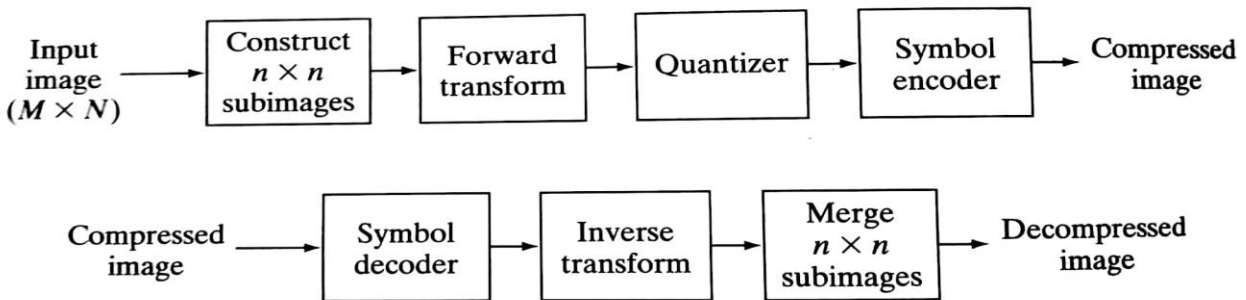 Input
image
(M × N)
Construct
n × n
subimages
Forward
transform
Quantizer
Symbol
encoder
Compressed
image
Compressed
image
Symbol
decoder
Inverse
transform
Merge
n × n
subimages
Decompressed
image